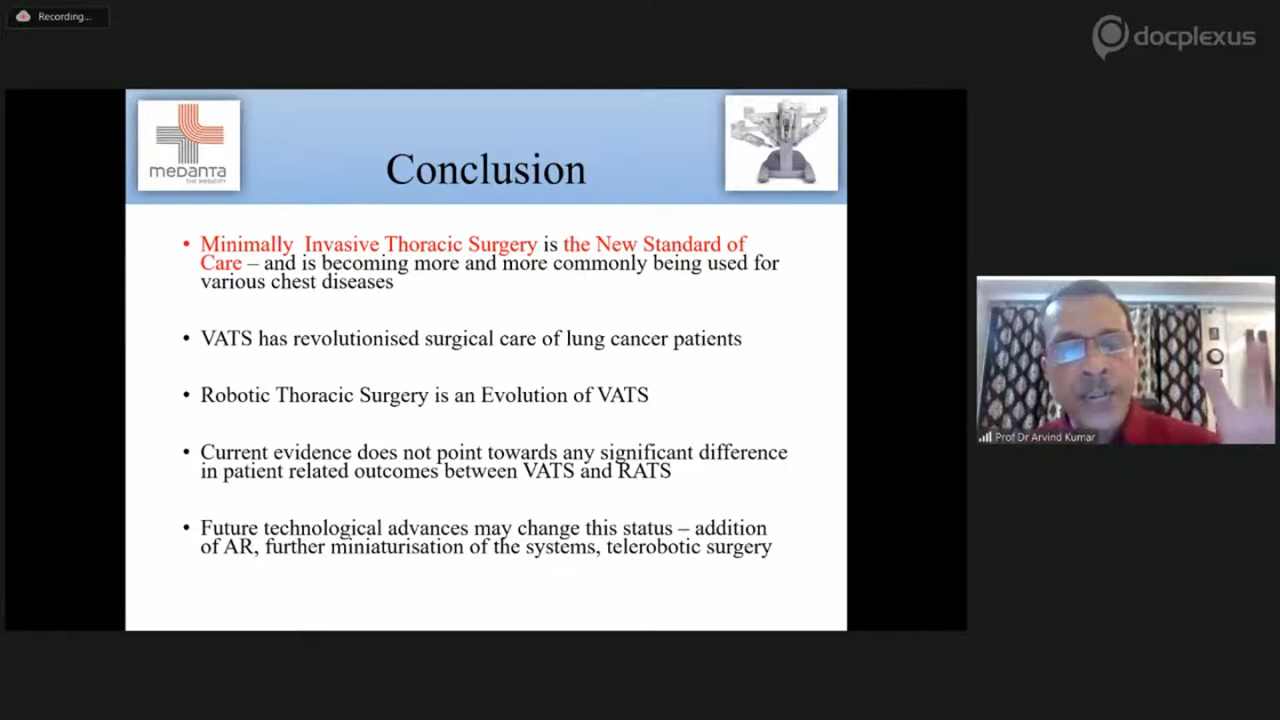 Recording...
docplexus
medanta
THE MEDICITY
Conclusion
• Minimally Invasive Thoracic Surgery is the New Standard of
Care – and is becoming more and more commonly being used for
various chest diseases
• VATS has revolutionised surgical care of lung cancer patients
• Robotic Thoracic Surgery is an Evolution of VATS
• Current evidence does not point towards any significant difference
in patient related outcomes between VATS and RATS
• Future technological advances may change this status – addition
of AR, further miniaturisation of the systems, telerobotic surgery
Prof Dr Arvind Kumar